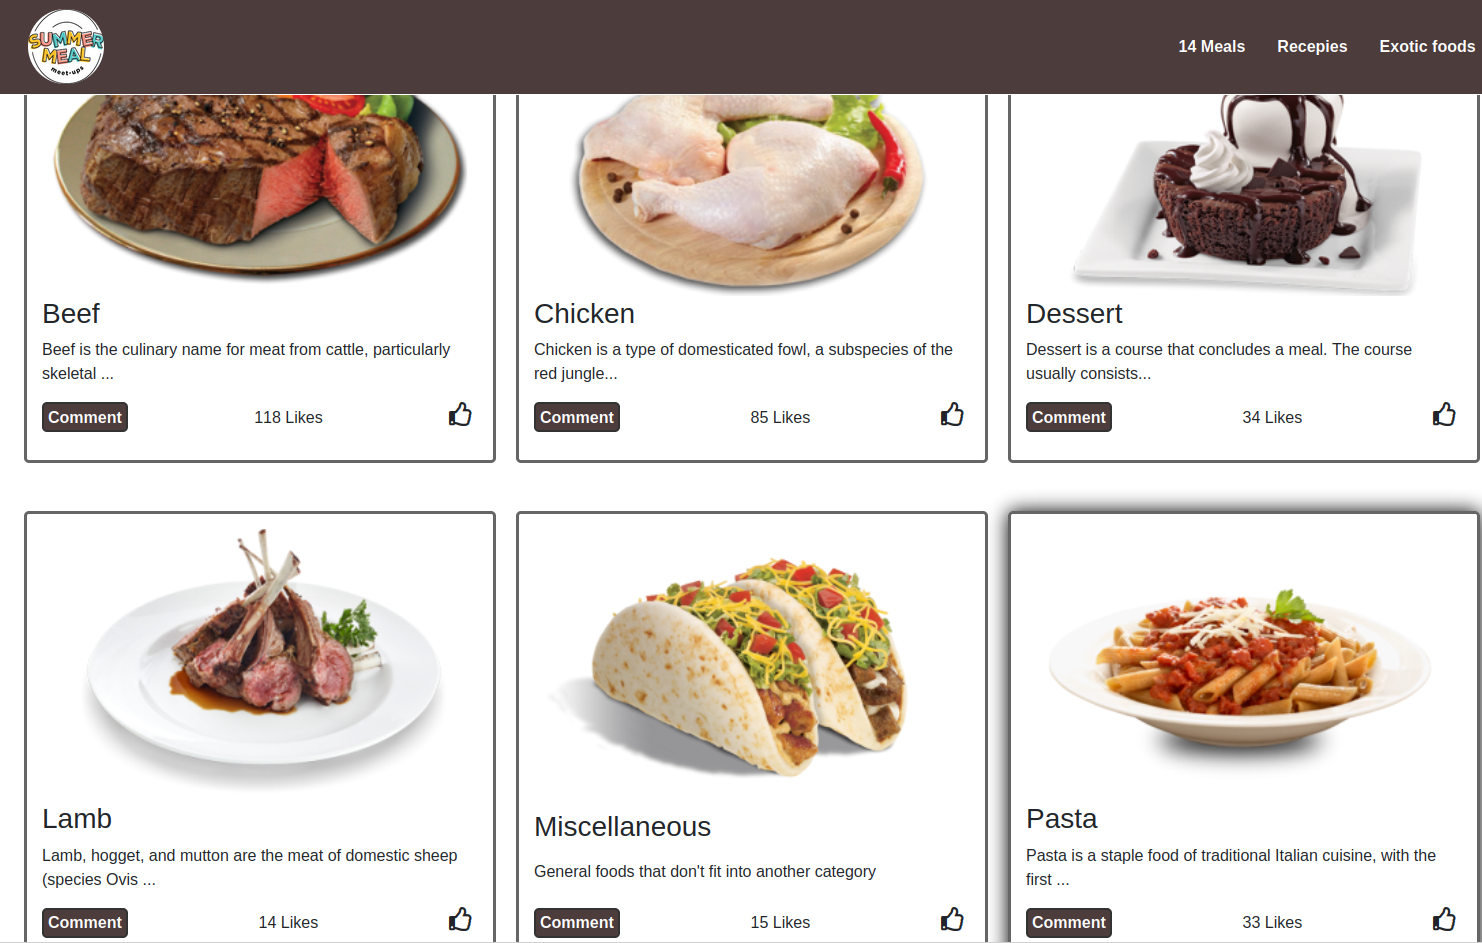 SUMMER
MEAL
meet-ups
14 Meals
Recepies
Exotic foods
Beef
Beef is the culinary name for meat from cattle, particularly
skeletal ...
Comment
118 Likes
Chicken
Chicken is a type of domesticated fowl, a subspecies of the
red jungle...
Comment
85 Likes
Dessert
Dessert is a course that concludes a meal. The course
usually consists...
Comment
34 Likes
Lamb
Lamb, hogget, and mutton are the meat of domestic sheep
(species Ovis ...
Comment
14 Likes
Miscellaneous
General foods that don't fit into another category
Comment
15 Likes
Pasta
Pasta is a staple food of traditional Italian cuisine, with the
first ...
Comment
33 Likes